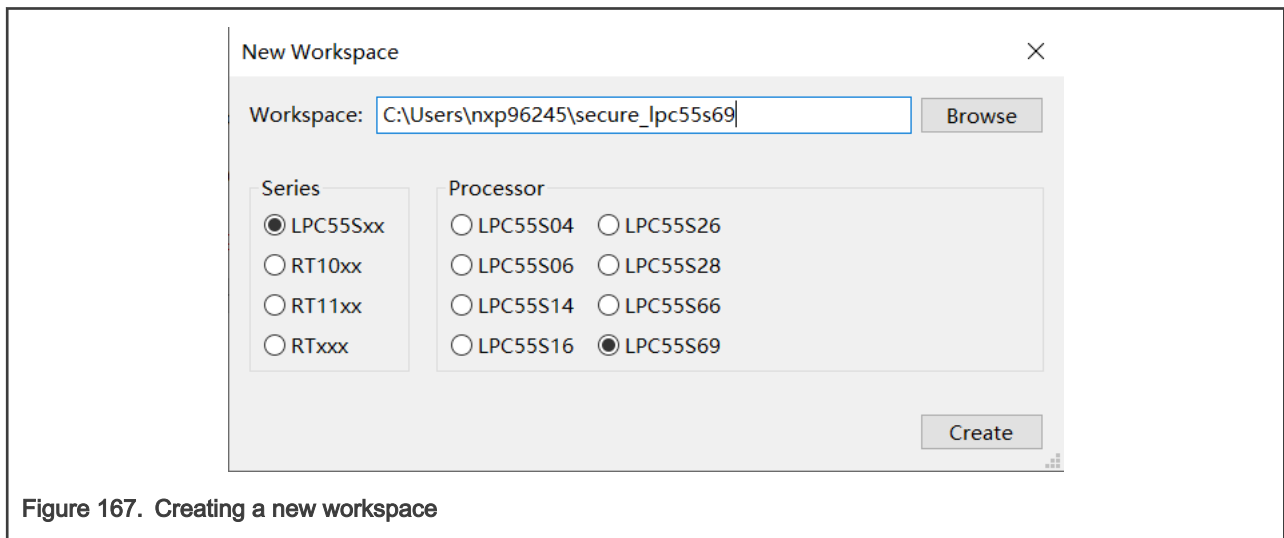 New Workspace
Workspace: C:\Users\nxp96245\secure_lpc55s69 Browse
Series
LPC55Sxx
RT10xx
RT11xx
RTxxx
Processor
LPC55S04 LPC55S26
LPC55S06 LPC55S28
LPC55S14 LPC55S66
LPC55S16 LPC55S69
Create
Figure 167. Creating a new workspace